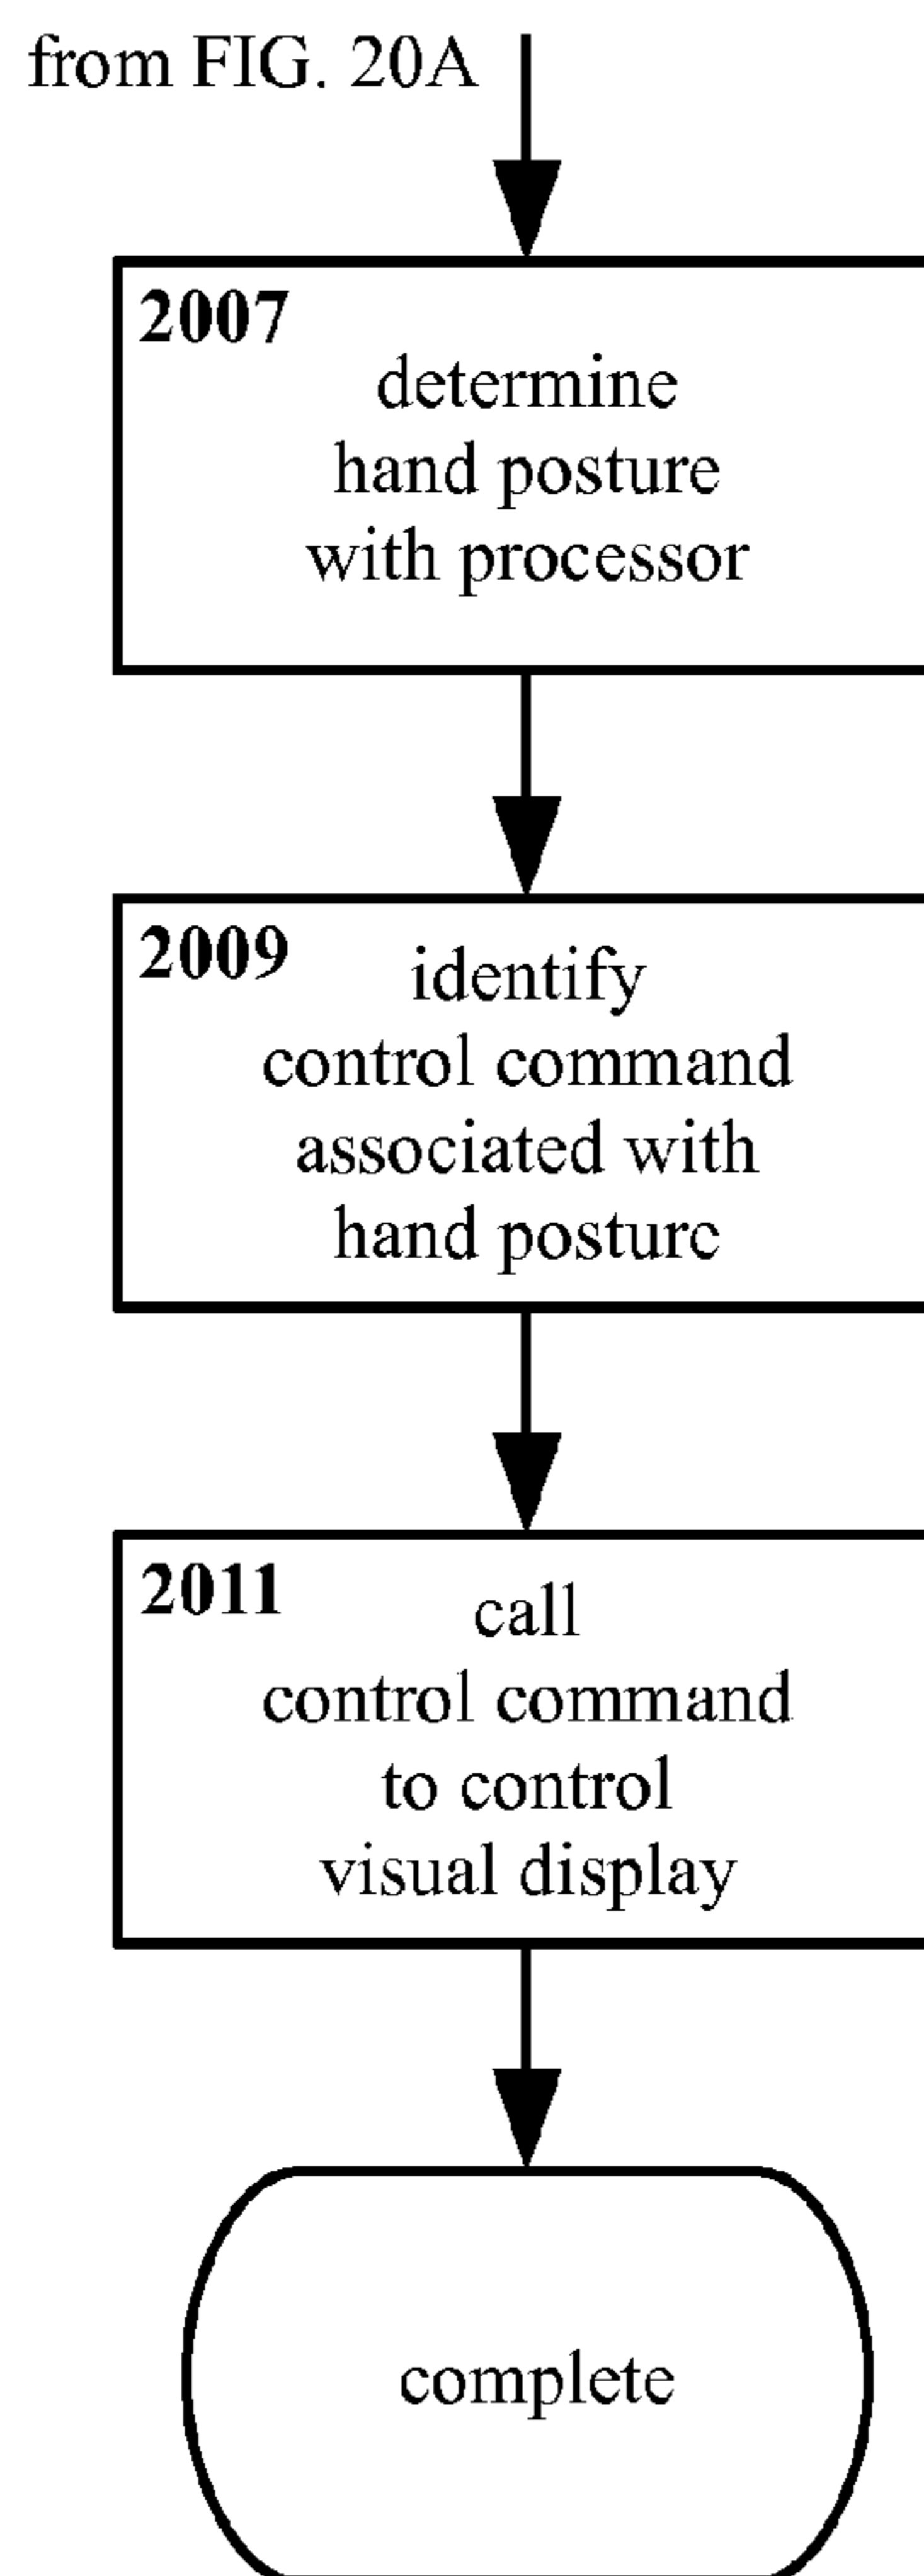 from FIG. 20A
2007
determine
hand posture
with processor
2009
identify
control command
associated with
hand posture
2011
call
control command
to control
visual display
complete